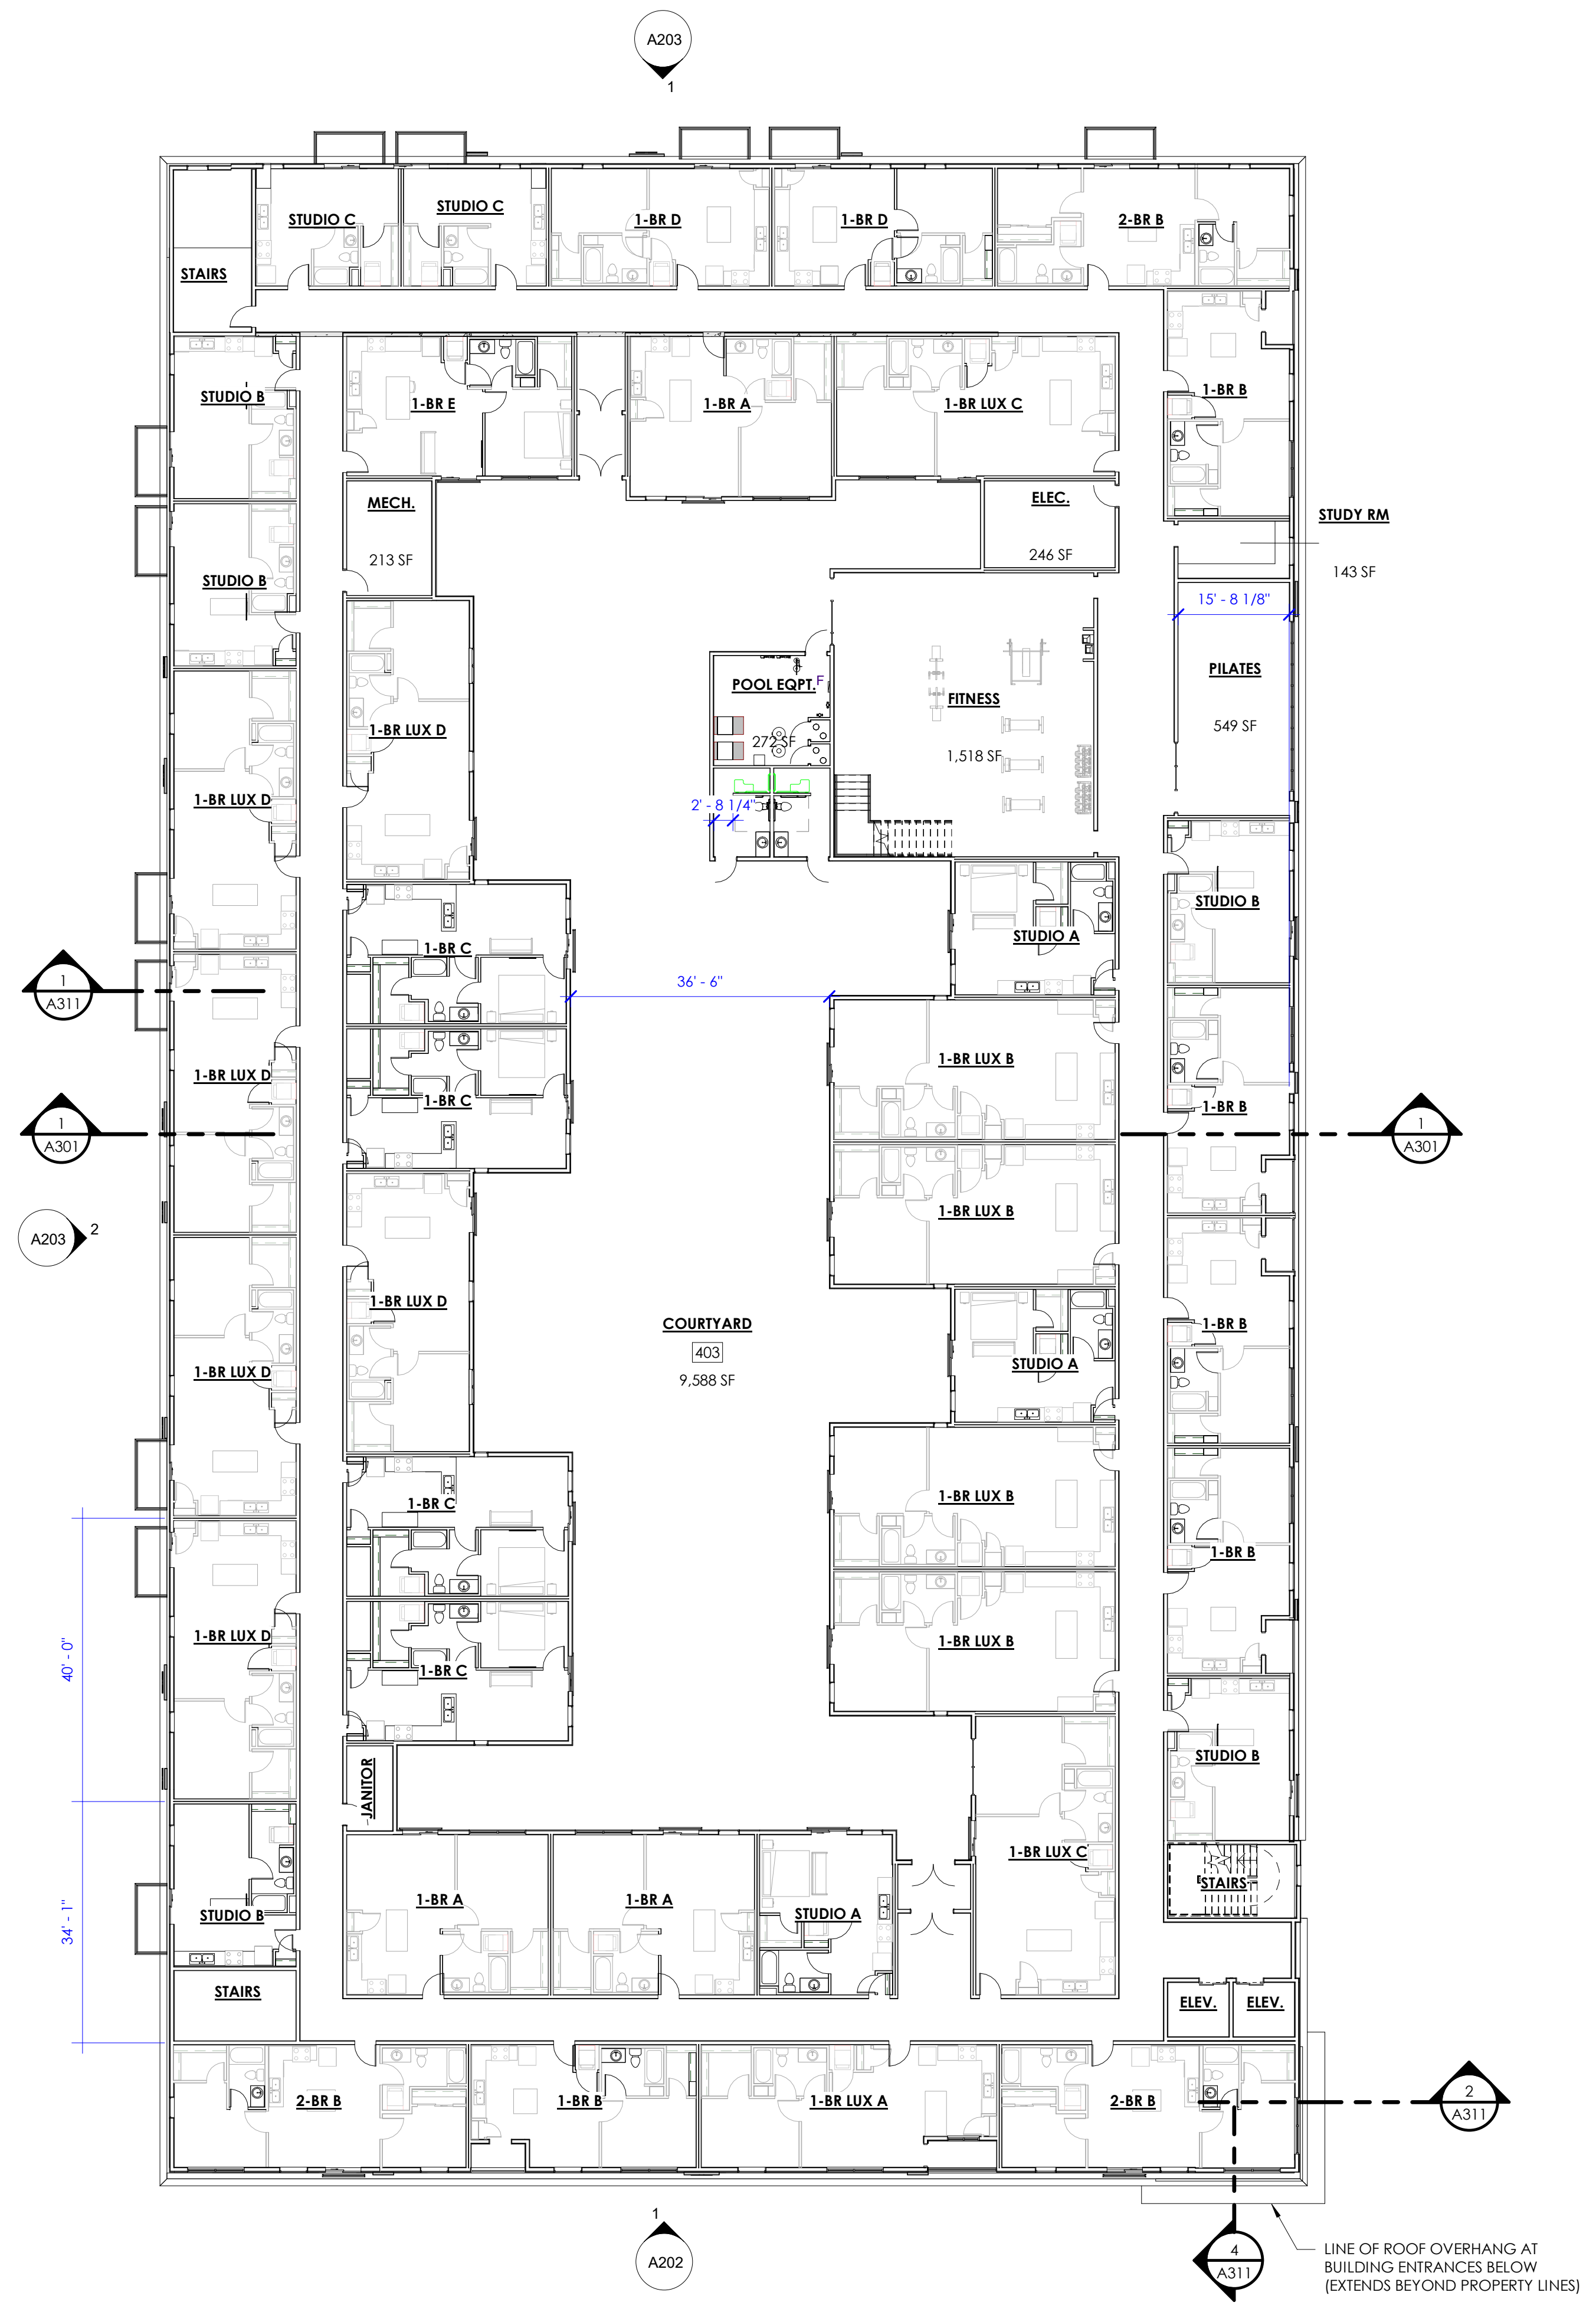 A203
1
STUDIO C
STUDIO C
1-BR D
1-BR D
2-BR B
STAIRS
STUDIO B
1-BR E
1-BR A
1-BR LUX C
1-BR B
MECH.
213 SF
ELEC.
246 SF
STUDY RM
143 SF
STUDIO B
15' - 8 1/8"
PILATES
549 SF
POOL EQPT.
F
272 SF
FITNESS
1,518 SF
1-BR LUX D
1-BR LUX D
2' - 8 1/4"
STUDIO B
STUDIO A
1-BR C
36' - 6"
1
A311
1-BR LUX D
1-BR LUX B
1-BR C
1-BR B
1
A301
1
A301
A203
2
1-BR LUX B
1-BR LUX D
COURTYARD
403
9,588 SF
1-BR B
STUDIO A
1-BR LUX D
1-BR C
1-BR LUX B
1-BR B
40' - 0"
1-BR LUX D
1-BR LUX B
1-BR C
STUDIO B
JANITOR
1-BR LUX C
STAIRS
1-BR A
1-BR A
STUDIO A
STUDIO B
34' - 1"
STAIRS
ELEV.
ELEV.
2-BR B
1-BR B
1-BR LUX A
2-BR B
2
A311
1
A202
4
A311
LINE OF ROOF OVERHANG AT
BUILDING ENTRANCES BELOW
(EXTENDS BEYOND PROPERTY LINES)